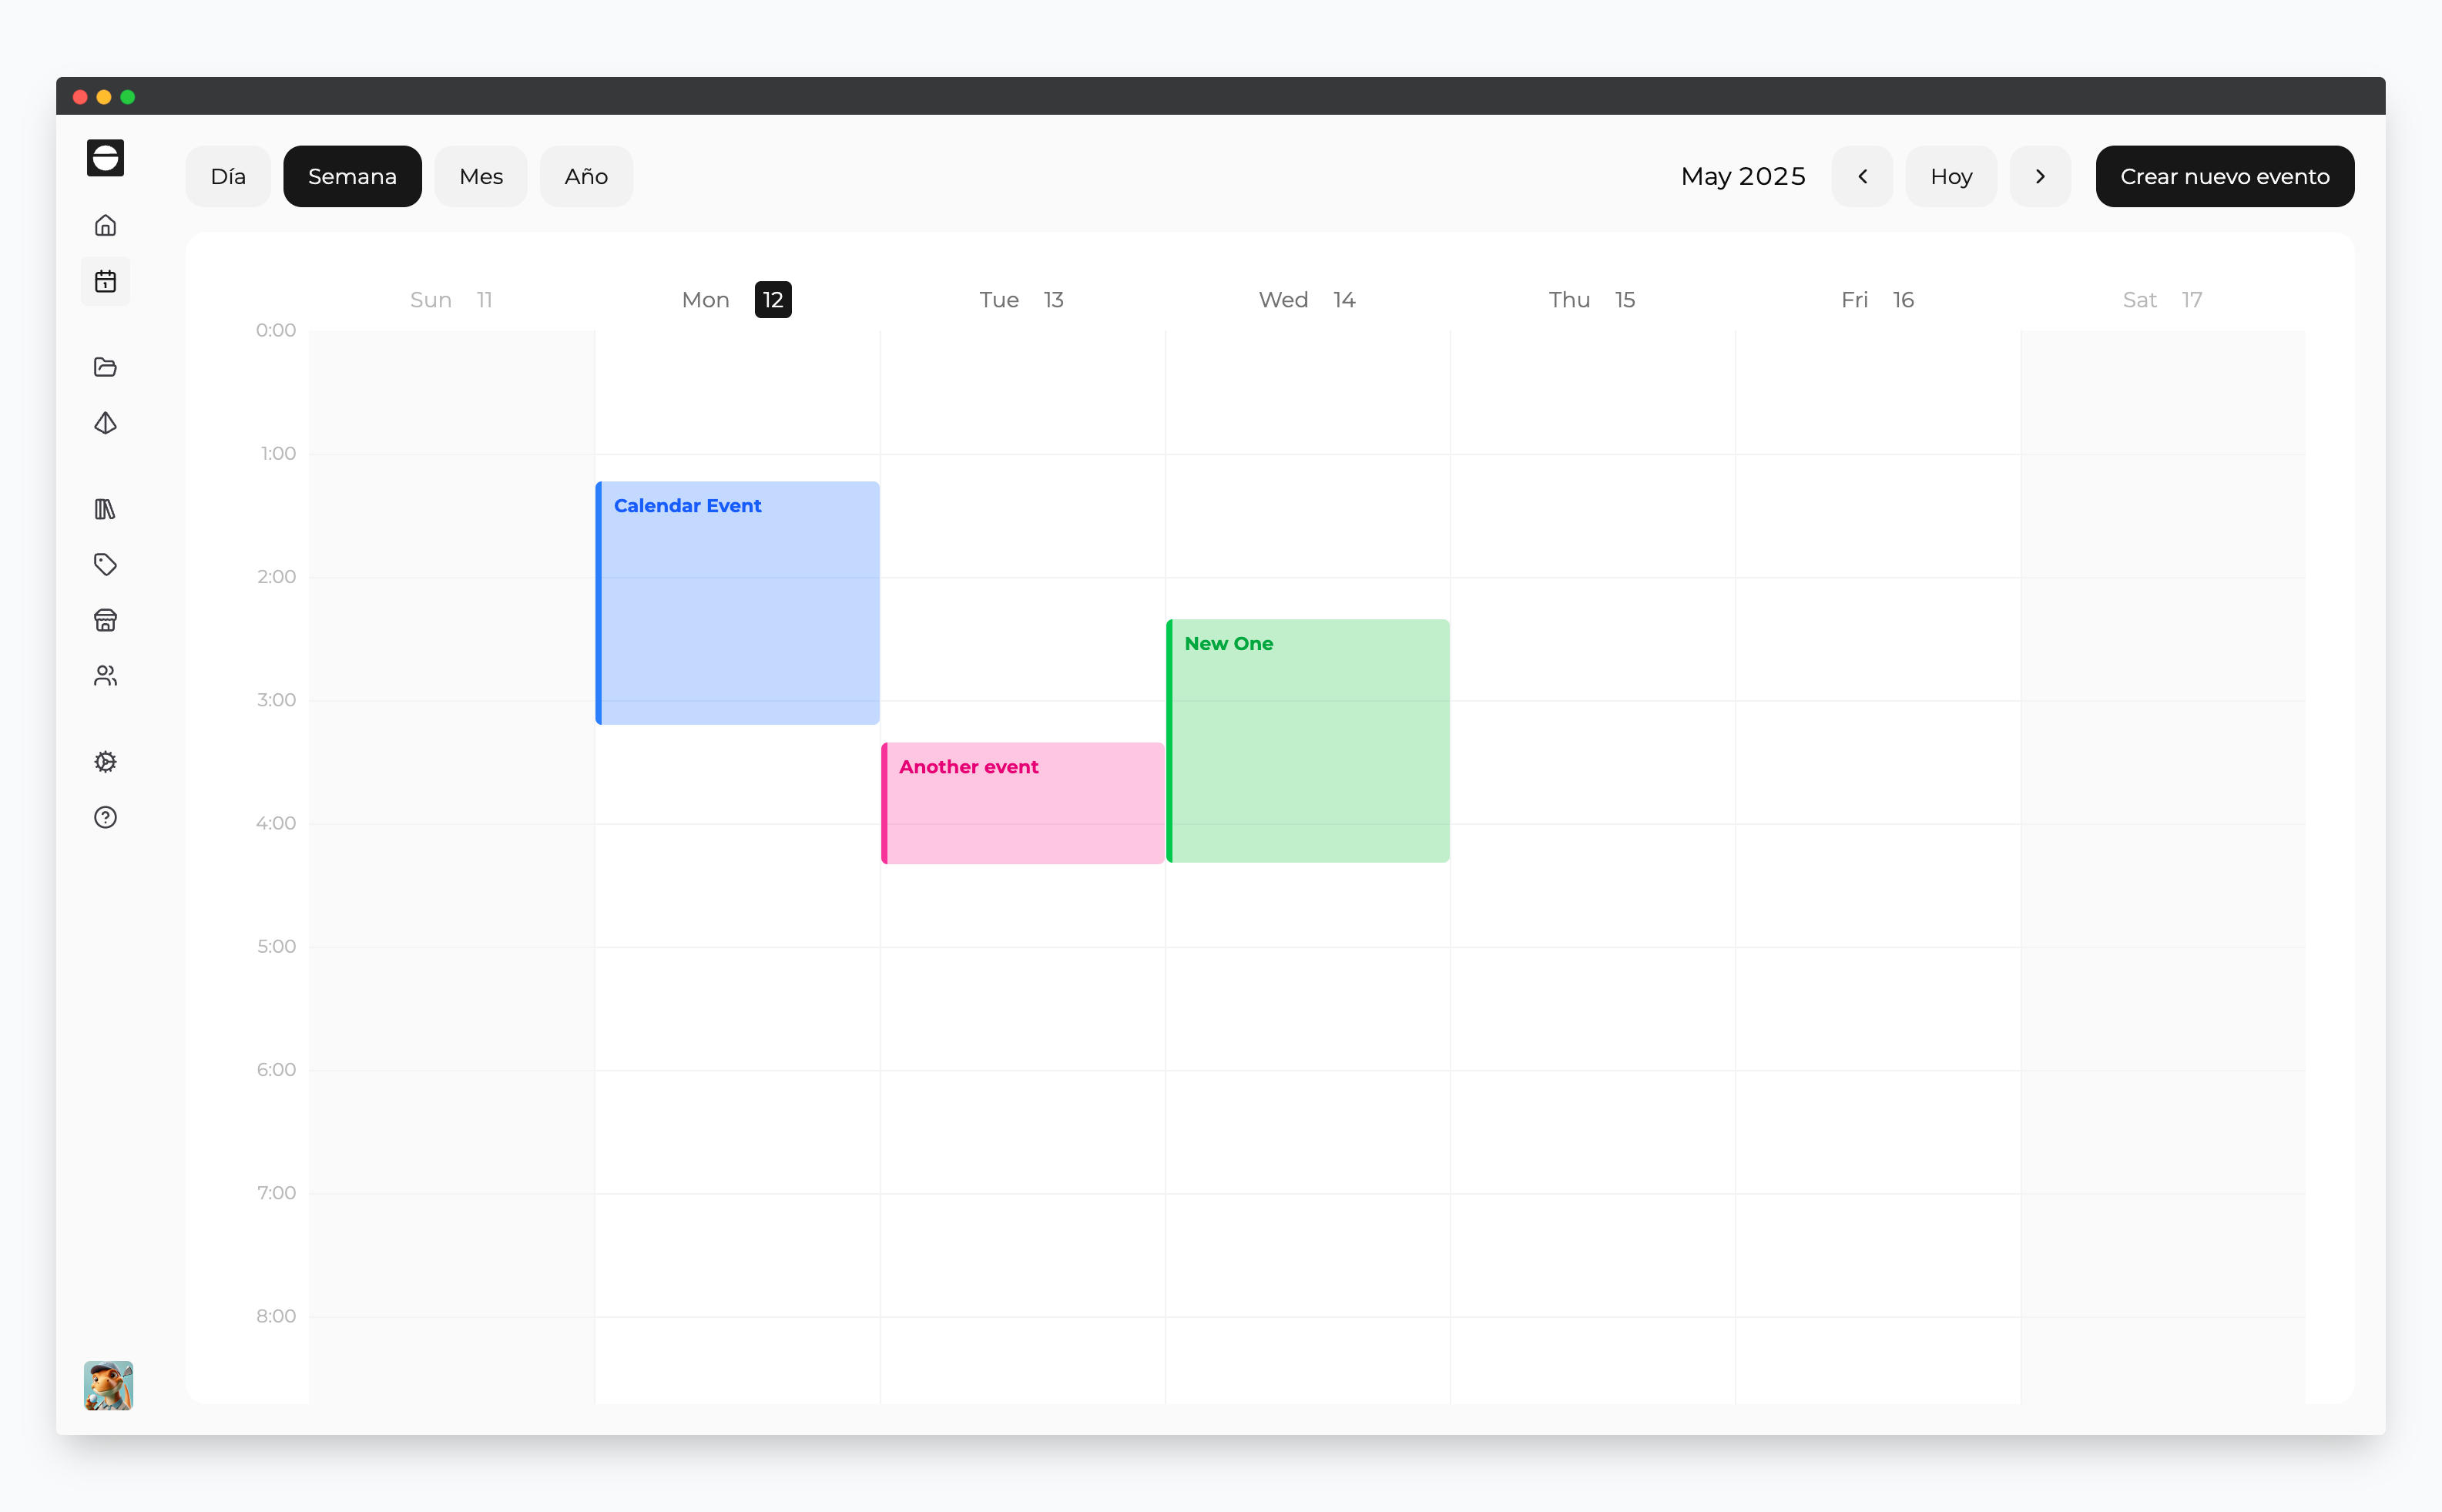 Día Semana Mes Año May 2025 Hoy Crear nuevo evento
Sun 11 Mon 12 Tue 13 Wed 14 Thu 15 Fri 16 Sat 17
0:00
1:00
Calendar Event
2:00
New One
3:00
Another event
4:00
5:00
6:00
7:00
8:00